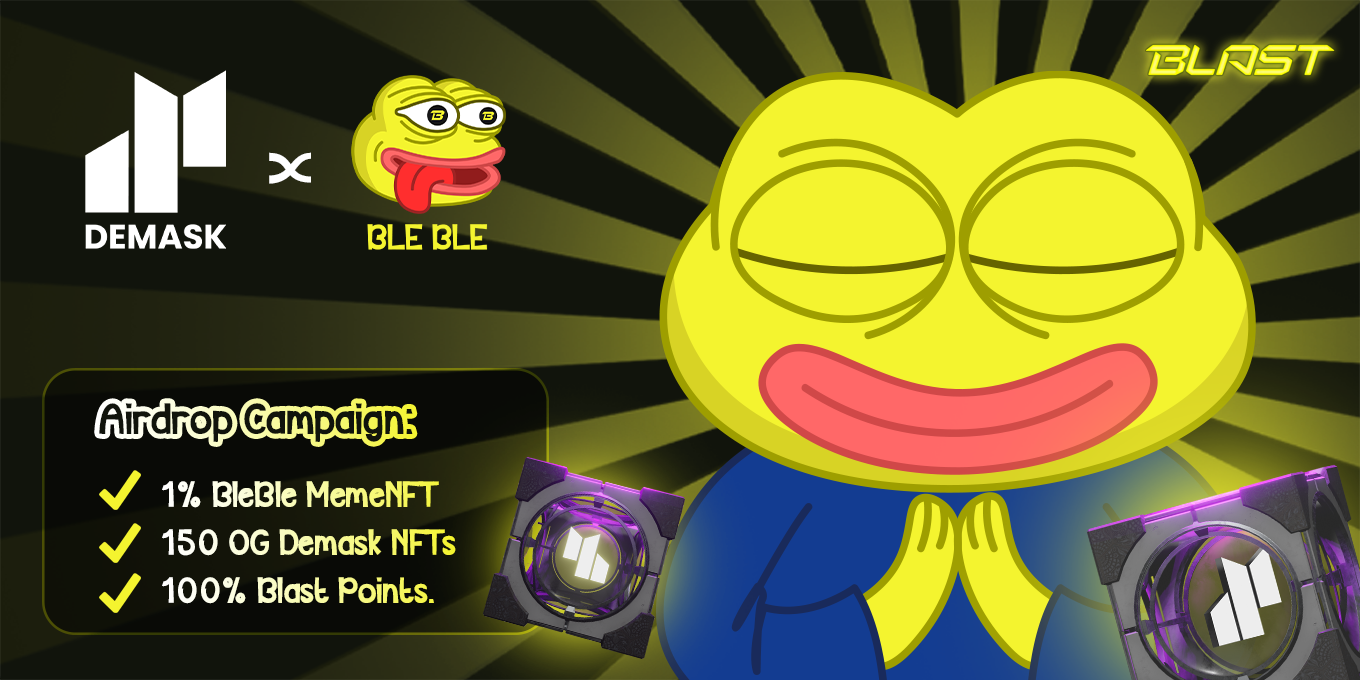 BLAST
DEMASK
x
BLE BLE
Airdrop Campaign:
1% BleBle MemeNFT
150 OG Demask NFTs
100% Blast Points.